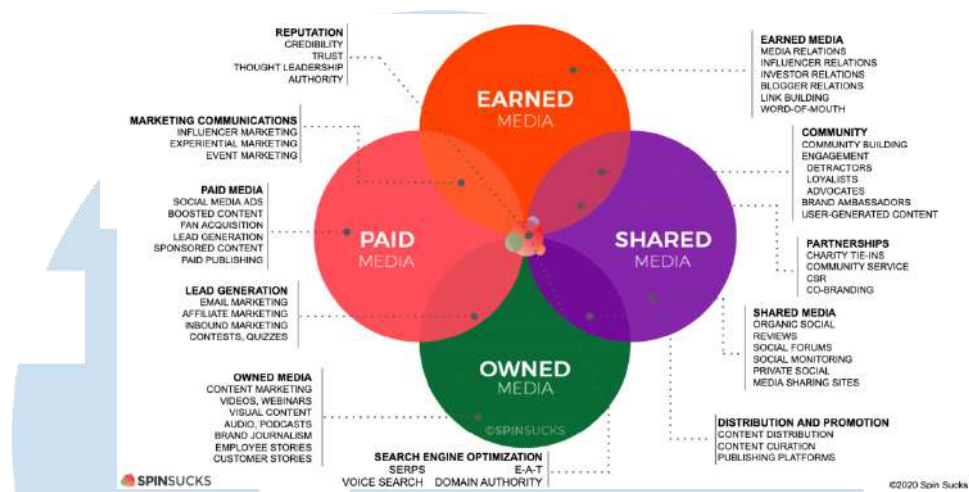 REPUTATION
CREDIBILITY
TRUST
THOUGHT LEADERSHIP
AUTHORITY
MARKETING COMMUNICATIONS
INFLUENCER MARKETING
EXPERIENTIAL MARKETING
EVENT MARKETING
PAID MEDIA
SOCIAL MEDIA ADS
BOOSTED CONTENT
FAN ACQUISITION
LEAD GENERATION
SPONSORED CONTENT
PAID PUBLISHING
LEAD GENERATION
EMAIL MARKETING
AFFILIATE MARKETING
INBOUND MARKETING
CONTESTS, QUIZZES
OWNED MEDIA
CONTENT MARKETING
VIDEOS, WEBINARS
VISUAL CONTENT
AUDIO, PODCASTS
BRAND JOURNALISM
EMPLOYEE STORIES
CUSTOMER STORIES
EARNED
MEDIA
PAID
MEDIA
SHARED
MEDIA
OWNED
MEDIA
©SPINSUCKS
EARNED MEDIA
MEDIA RELATIONS
INFLUENCER RELATIONS
INVESTOR RELATIONS
BLOGGER RELATIONS
LINK BUILDING
WORD-OF-MOUTH
COMMUNITY
COMMUNITY BUILDING
ENGAGEMENT
DETRACTORS
LOYALISTS
ADVOCATES
BRAND AMBASSADORS
USER-GENERATED CONTENT
PARTNERSHIPS
CHARITY TIE-INS
COMMUNITY SERVICE
CSR
CO-BRANDING
SHARED MEDIA
ORGANIC SOCIAL
REVIEWS
SOCIAL FORUMS
SOCIAL MONITORING
PRIVATE SOCIAL
MEDIA SHARING SITES
DISTRIBUTION AND PROMOTION
CONTENT DISTRIBUTION
CONTENT CURATION
PUBLISHING PLATFORMS
SEARCH ENGINE OPTIMIZATION
SERPS E-A-T
VOICE SEARCH DOMAIN AUTHORITY
SPINSUCKS
©2020 Spin Sucks